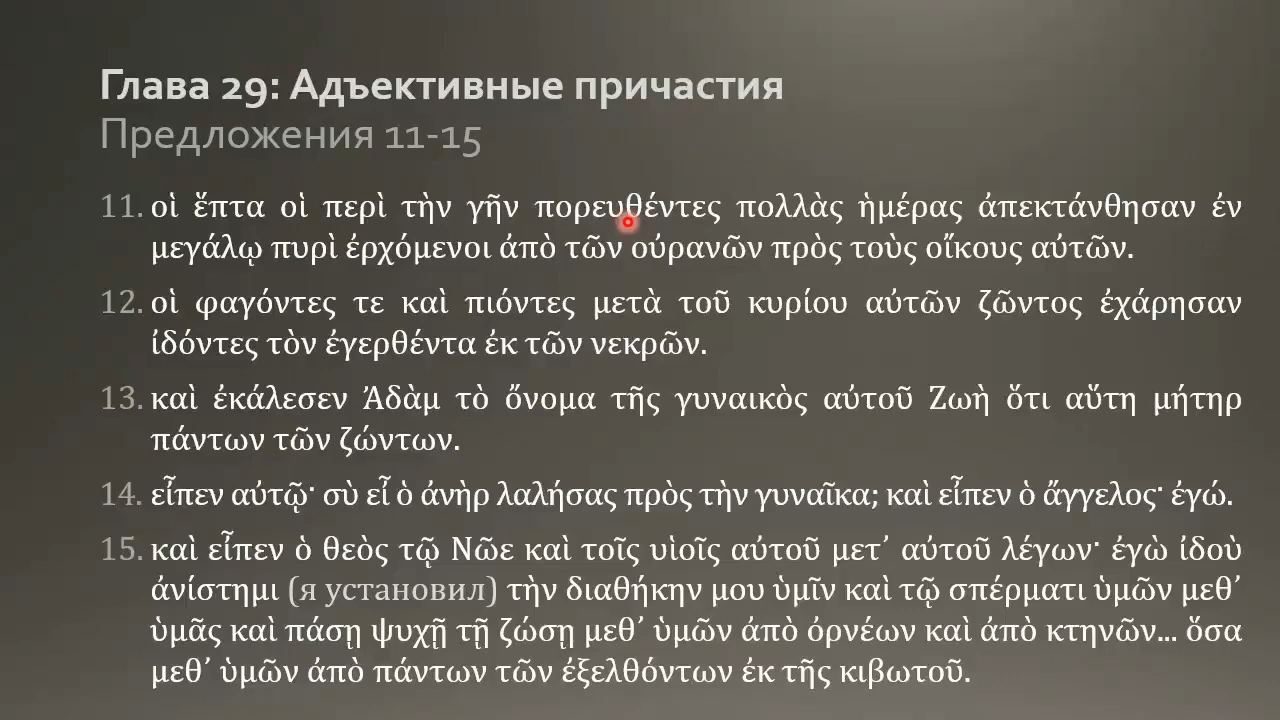 Глава 29: Адъективные причастия
Предложения 11-15
11. οἱ ἕπτα οἱ περὶ τὴν γῆν πορευθέντες πολλὰς ἡμέρας ἀπεκτάνθησαν ἐν
μεγάλῳ πυρὶ ἐρχόμενοι ἀπὸ τῶν οὐρανῶν πρὸς τοὺς οἴκους αὐτῶν.
12. οἱ φαγόντες τε καὶ πιόντες μετὰ τοῦ κυρίου αὐτῶν ζῶντος ἐχάρησαν
ἰδόντες τὸν ἐγερθέντα ἐκ τῶν νεκρῶν.
13. καὶ ἐκάλεσεν Ἀδὰμ τὸ ὄνομα τῆς γυναικὸς αὐτοῦ Ζωὴ ὅτι αὕτη μήτηρ
πάντων τῶν ζώντων.
14. εἶπεν αὐτῷ· σὺ εἶ ὁ ἀνὴρ λαλήσας πρὸς τὴν γυναῖκα; καὶ εἶπεν ὁ ἄγγελος· ἐγώ.
15. καὶ εἶπεν ὁ θεὸς τῷ Νῶε καὶ τοῖς υἱοῖς αὐτοῦ μετ᾽ αὐτοῦ λέγων· ἐγὼ ἰδοὺ
ἀνίστημι (я установил) τὴν διαθήκην μου ὑμῖν καὶ τῷ σπέρματι ὑμῶν μεθ᾽
ὑμᾶς καὶ πάσῃ ψυχῇ τῇ ζώσῃ μεθ᾽ ὑμῶν ἀπὸ ὀρνέων καὶ ἀπὸ κτηνῶν... ὅσα
μεθ᾽ ὑμῶν ἀπὸ πάντων τῶν ἐξελθόντων ἐκ τῆς κιβωτοῦ.